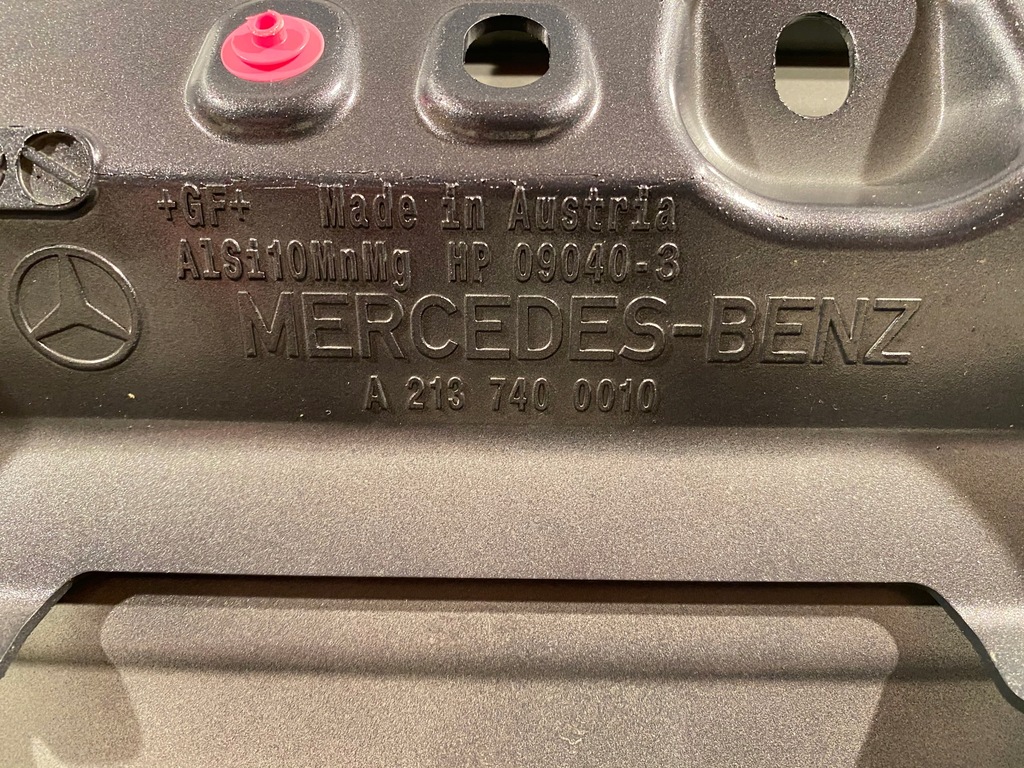 +GF+ Made in Austria
AlSi10MnMg HP 09040-3
MERCEDES-BENZ
A 213 740 0010